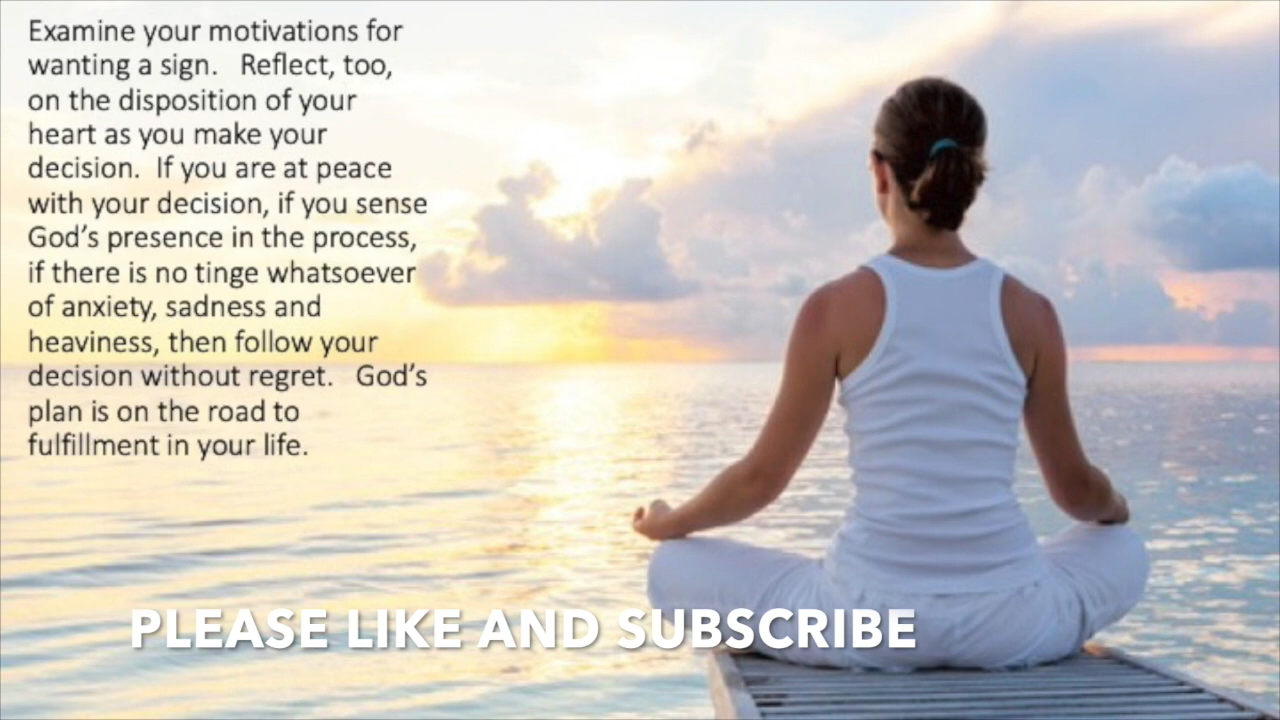 Examine your motivations for
wanting a sign.   Reflect, too,
on the disposition of your
heart as you make your
decision.  If you are at peace
with your decision, if you sense
God's presence in the process,
if there is no tinge whatsoever
of anxiety, sadness and
heaviness, then follow your
decision without regret.   God's
plan is on the road to
fulfillment in your life.
PLEASE LIKE AND SUBSCRIBE